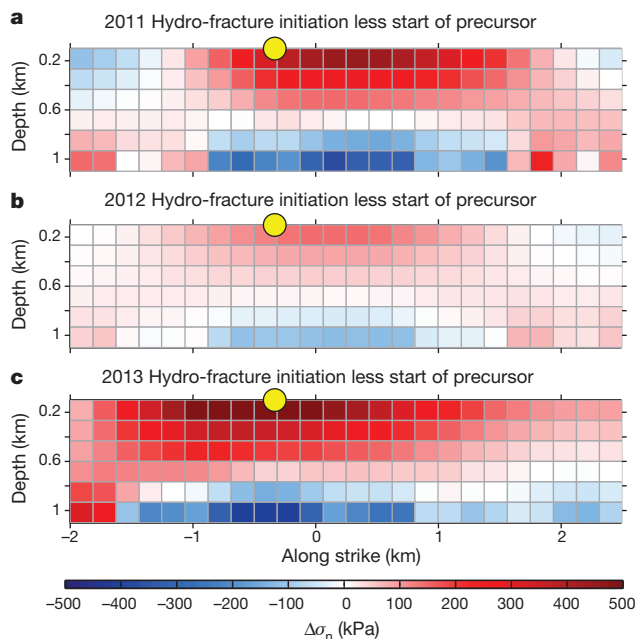 a 2011 Hydro-fracture initiation less start of precursor
0.2
0.6
1
Depth (km)
b 2012 Hydro-fracture initiation less start of precursor
0.2
0.6
1
Depth (km)
c 2013 Hydro-fracture initiation less start of precursor
0.2
0.6
1
Depth (km)
−2 −1 0 1 2
Along strike (km)
−500 −400 −300 −200 −100 0 100 200 300 400 500
Δσn (kPa)